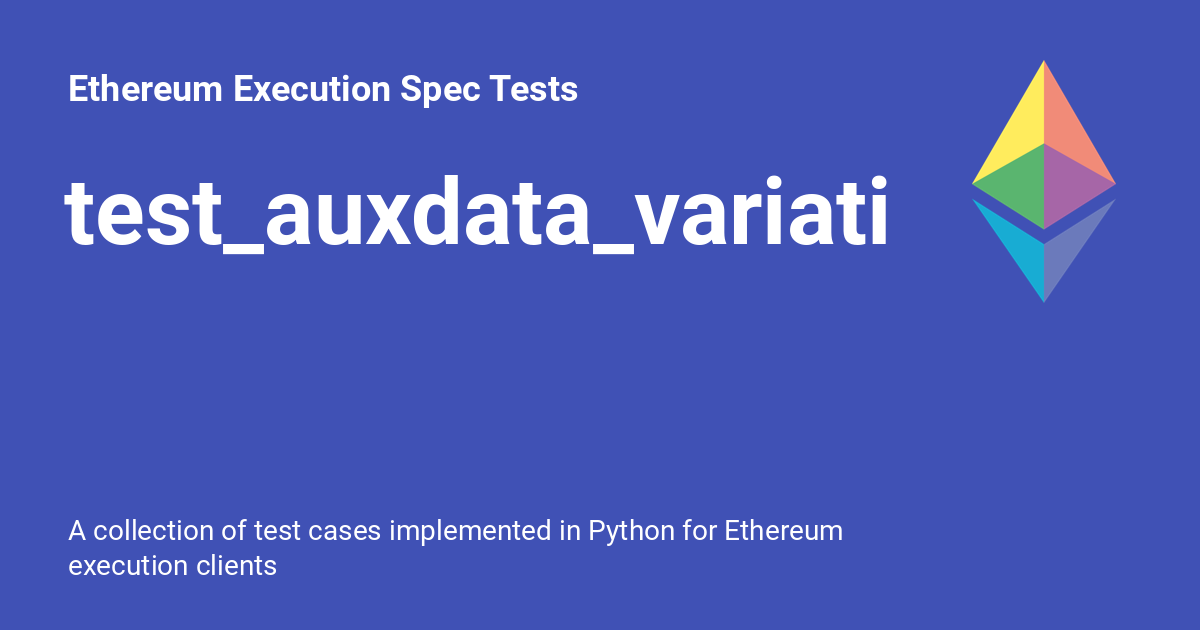 Ethereum Execution Spec Tests
test_auxdata_variati
A collection of test cases implemented in Python for Ethereum
execution clients